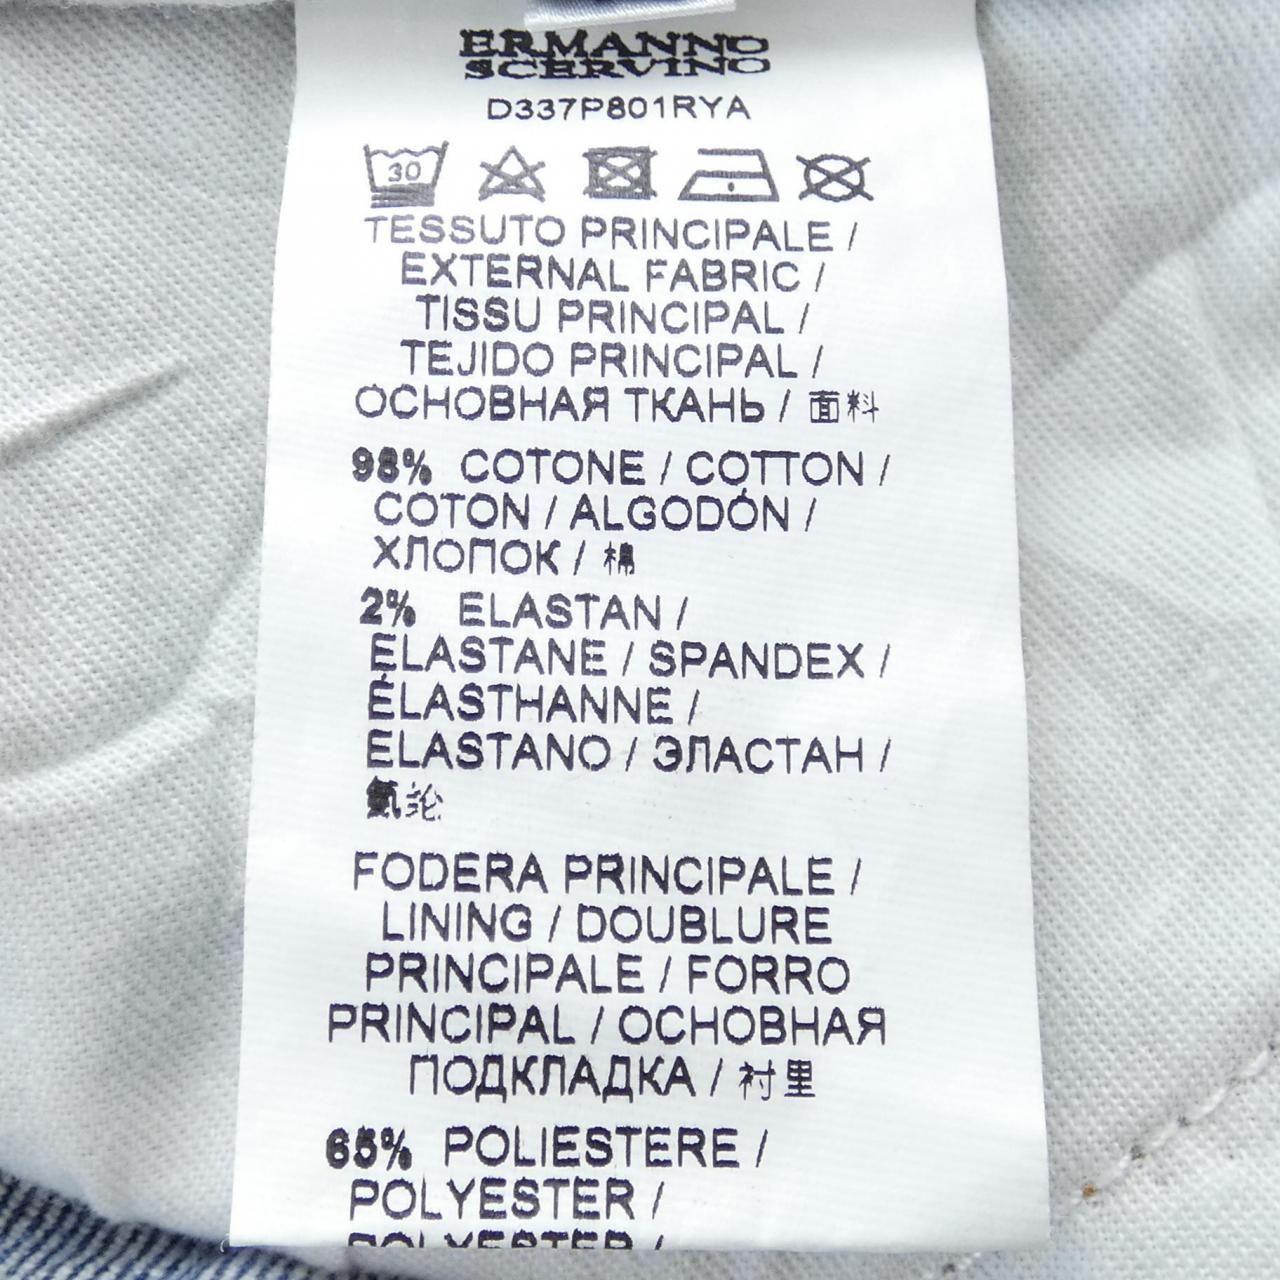 ERMANNO
SCERVINO
D337P801RYA
30
TESSUTO PRINCIPALE /
EXTERNAL FABRIC /
TISSU PRINCIPAL /
TEJIDO PRINCIPAL /
ОСНОВНАЯ ТКАНЬ / 面料
98% COTONE / COTTON /
COTON / ALGODÓN /
ХЛОПОК / 棉
2% ELASTAN /
ELASTANE / SPANDEX /
ÉLASTHANNE /
ELASTANO / ЭЛАСТАН /
氨纶
FODERA PRINCIPALE /
LINING / DOUBLURE
PRINCIPALE / FORRO
PRINCIPAL / ОСНОВНАЯ
ПОДКЛАДКА / 衬里
65% POLIESTERE /
POLYESTER /
POLYESTER /